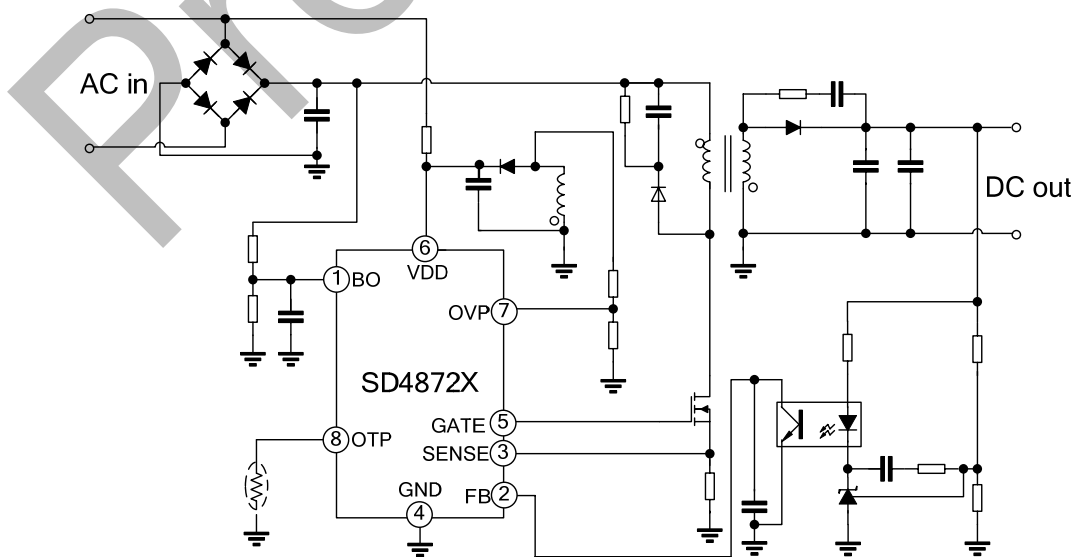 AC in
DC out
6
VDD
1 BO
OVP 7
SD4872X
GATE 5
8 OTP
SENSE 3
GND
4
FB 2